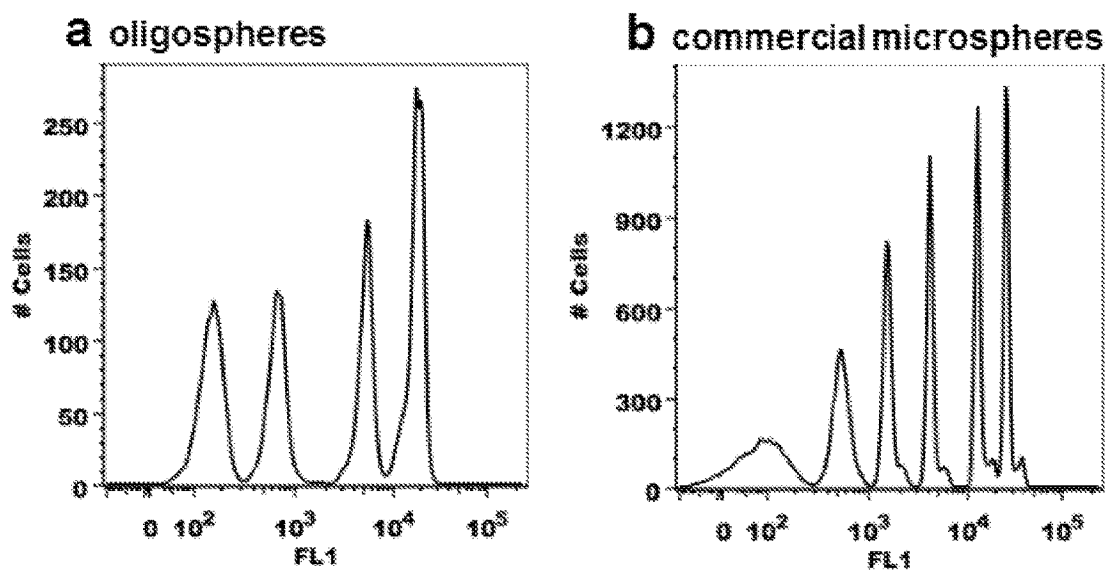 a oligospheres
b commercial microspheres
250
200
150
100
50
0
# Cells
0 10² 10³ 10⁴ 10⁵
FL1
1200
900
600
300
0
# Cells
0 10² 10³ 10⁴ 10⁵
FL1